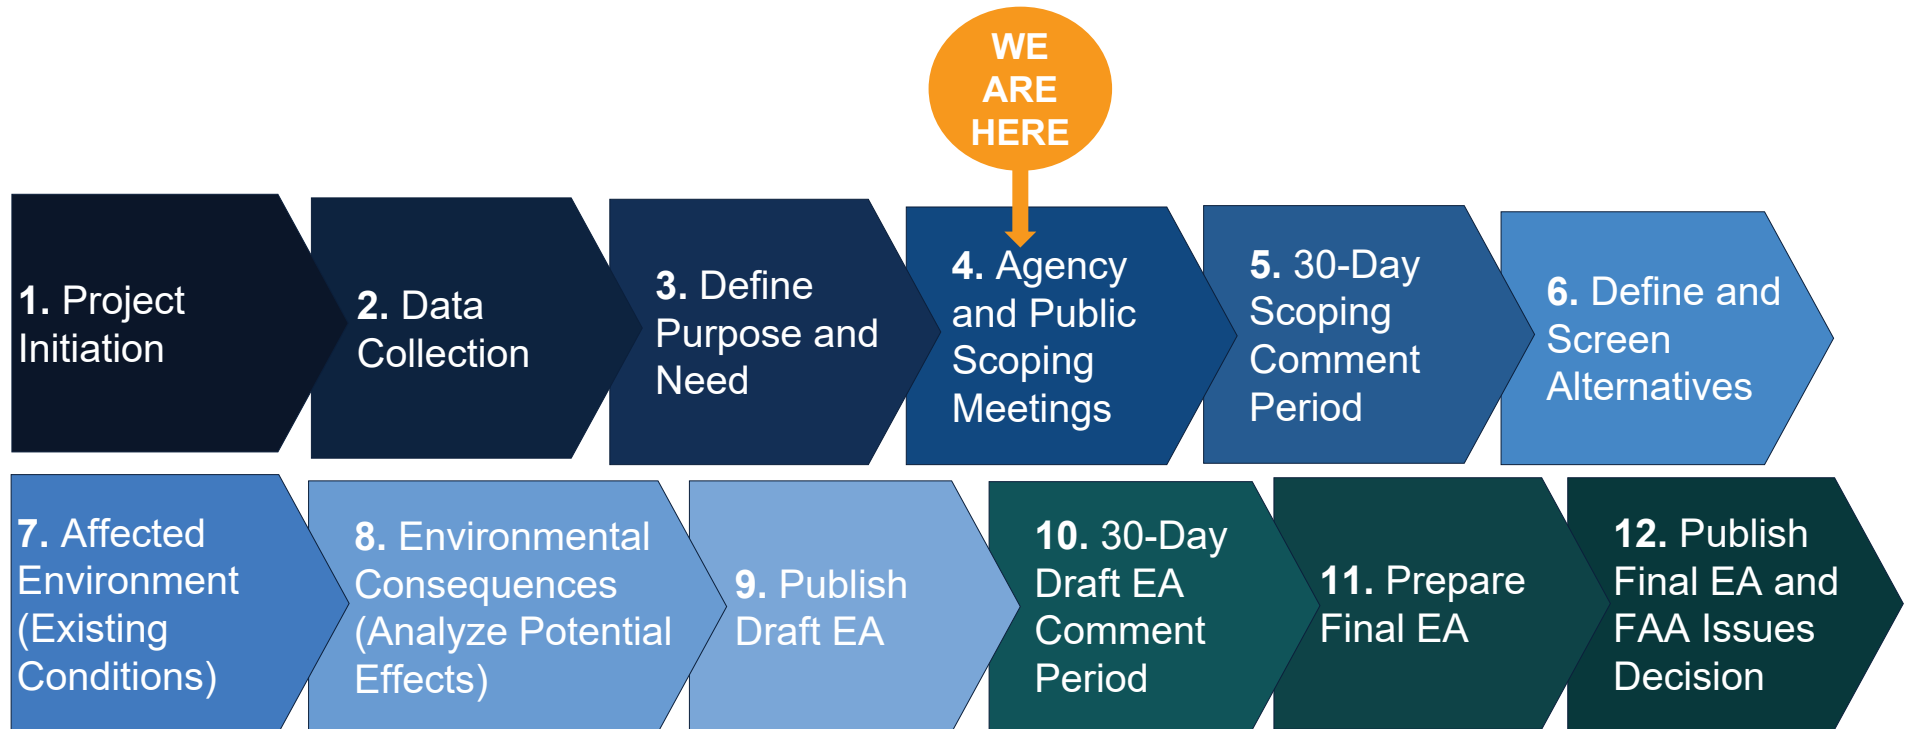 WE
ARE
HERE
1. Project
Initiation
2. Data
Collection
3. Define
Purpose and
Need
4. Agency
and Public
Scoping
Meetings
5. 30-Day
Scoping
Comment
Period
6. Define and
Screen
Alternatives
7. Affected
Environment
(Existing
Conditions)
8. Environmental
Consequences
(Analyze Potential
Effects)
9. Publish
Draft EA
10. 30-Day
Draft EA
Comment
Period
11. Prepare
Final EA
12. Publish
Final EA and
FAA Issues
Decision